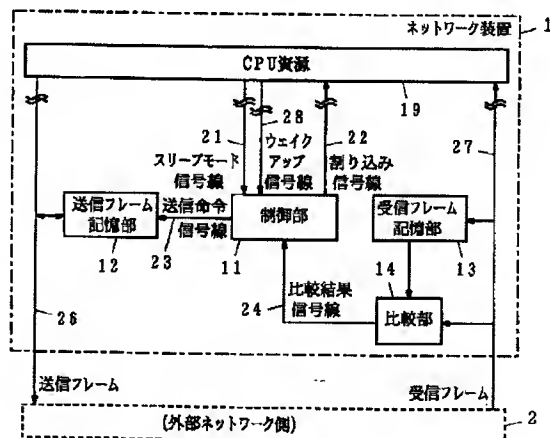 ネットワーク装置
1
CPU資源
19
21
28
22
27
スリープモード
信号線
ウェイク
アップ
信号線
割り込み
信号線
送信フレーム
記憶部
12
送信命令
信号線
23
制御部
11
受信フレーム
記憶部
13
14
比較部
比較結果
信号線
24
26
送信フレーム
受信フレーム
(外部ネットワーク側)
2